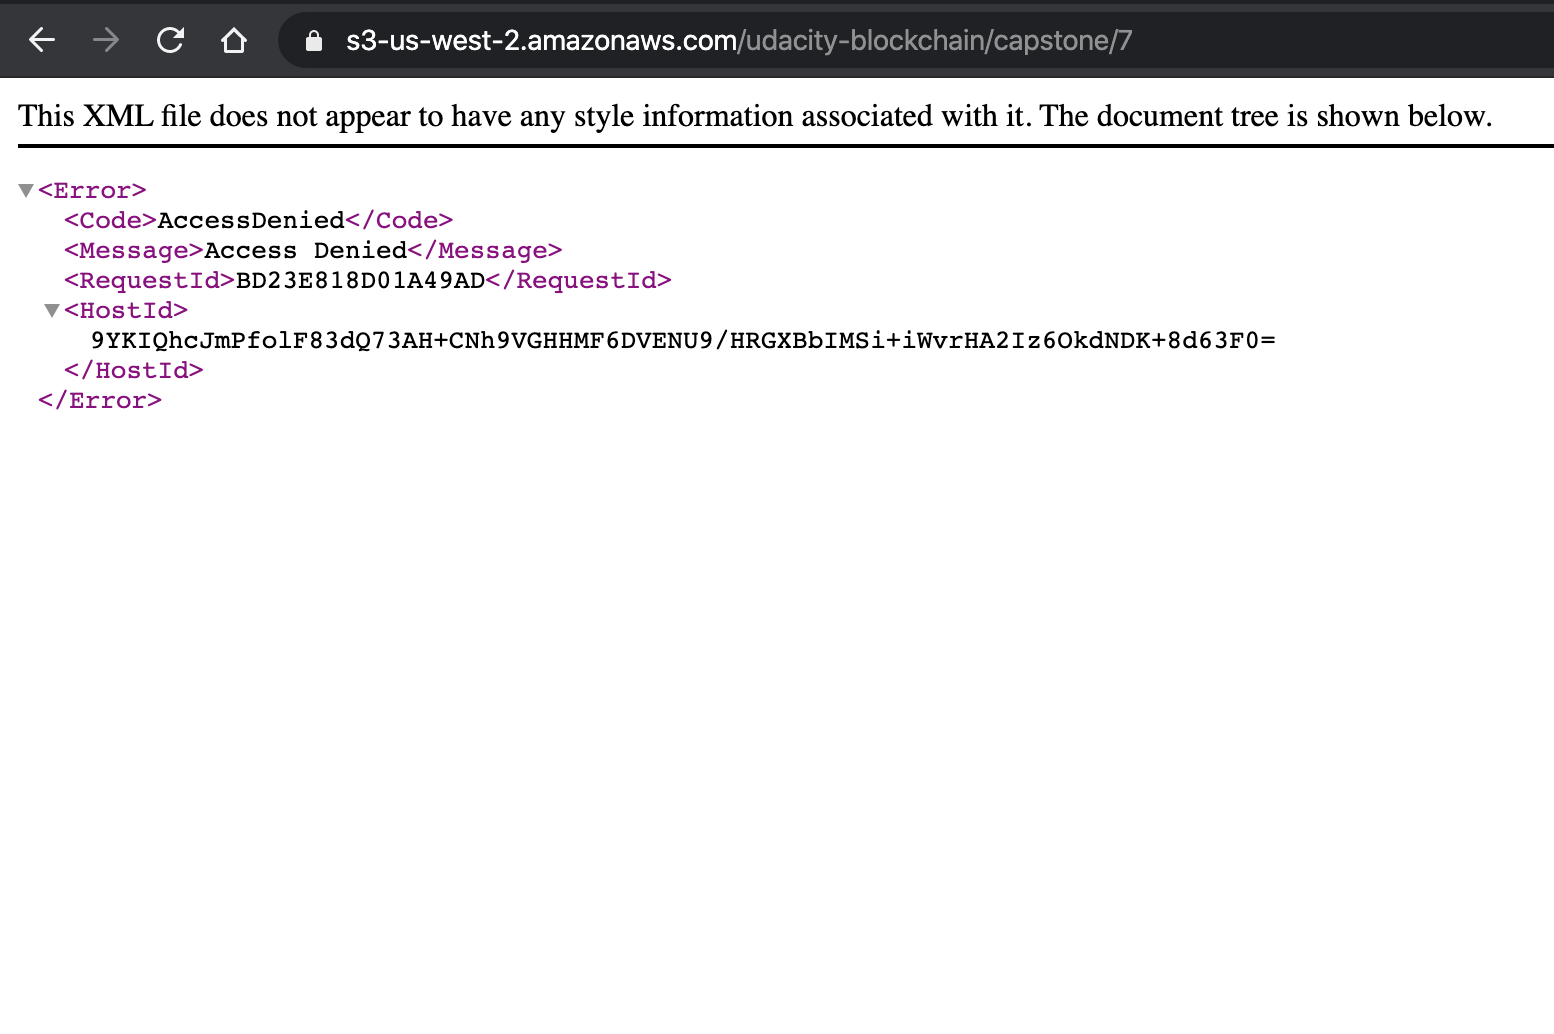 s3-us-west-2.amazonaws.com/udacity-blockchain/capstone/7
This XML file does not appear to have any style information associated with it. The document tree is shown below.
<Error>
<Code>AccessDenied</Code>
<Message>Access Denied</Message>
<RequestId>BD23E818D01A49AD</RequestId>
<HostId>
9YKIQhcJmPfolF83dQ73AH+CNh9VGHHMF6DVENU9/HRGXBbIMSi+iWvrHA2Iz6OkdNDK+8d63F0=
</HostId>
</Error>